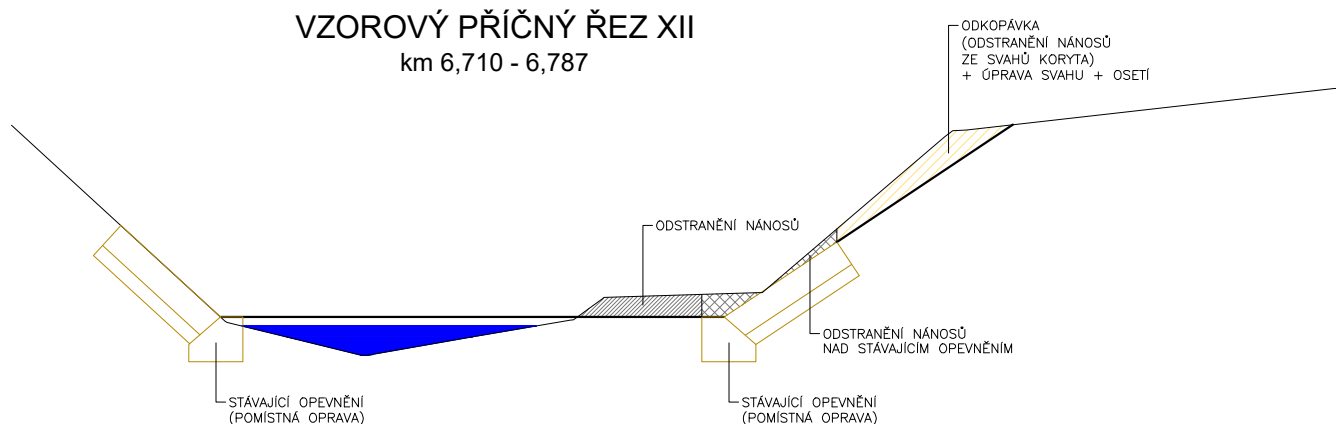 VZOROVÝ PŘÍČNÝ ŘEZ XII
km 6,710 - 6,787
ODKOPÁVKA
(ODSTRANĚNÍ NÁNOSŮ
ZE SVAHŮ KORYTA)
+ ÚPRAVA SVAHU + OSETÍ
ODSTRANĚNÍ NÁNOSŮ
ODSTRANĚNÍ NÁNOSŮ
NAD STÁVAJÍCÍM OPEVNĚNÍM
STÁVAJÍCÍ OPEVNĚNÍ
(POMÍSTNÁ OPRAVA)
STÁVAJÍCÍ OPEVNĚNÍ
(POMÍSTNÁ OPRAVA)